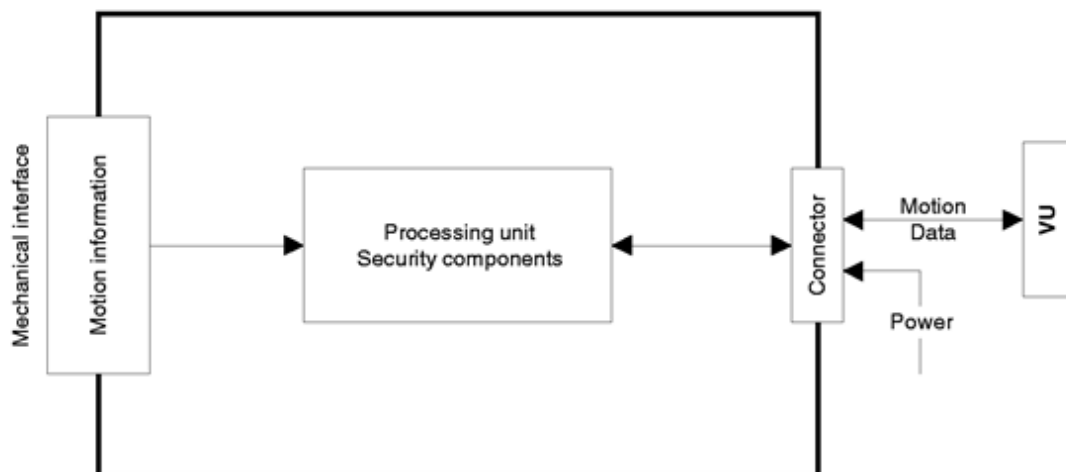 Mechanical interface
Motion information
Processing unit
Security components
Connector
Motion
Data
Power
VU